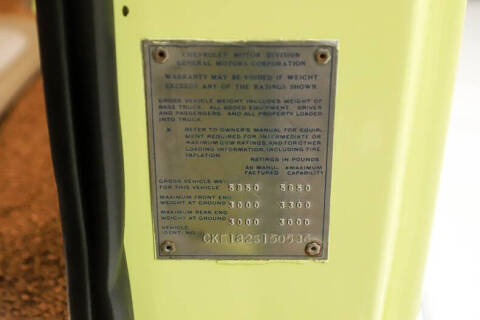 CHEVROLET MOTOR DIVISION
GENERAL MOTORS CORPORATION
WARRANTY MAY BE VOIDED IF WEIGHT
EXCEEDS ANY OF THE RATINGS SHOWN
GROSS VEHICLE WEIGHT INCLUDES WEIGHT OF
BASE TRUCK, ALL ADDED EQUIPMENT, DRIVER
AND PASSENGERS, AND ALL PROPERTY LOADED
INTO TRUCK.
REFER TO OWNER'S MANUAL FOR EQUIP-
MENT REQUIRED FOR INTERMEDIATE OR
MAXIMUM GVW RATINGS, AND FOR OTHER
LOADING INFORMATION, INCLUDING TIRE
INFLATION.
RATINGS IN POUNDS
AS MANU- *MAXIMUM
FACTURED CAPABILITY
GROSS VEHICLE WGT
FOR THIS VEHICLE
MAXIMUM FRONT END
WEIGHT AT GROUND 3000 3300
MAXIMUM REAR END
WEIGHT AT GROUND 3000 3000
VEHICLE
IDENT. NO.